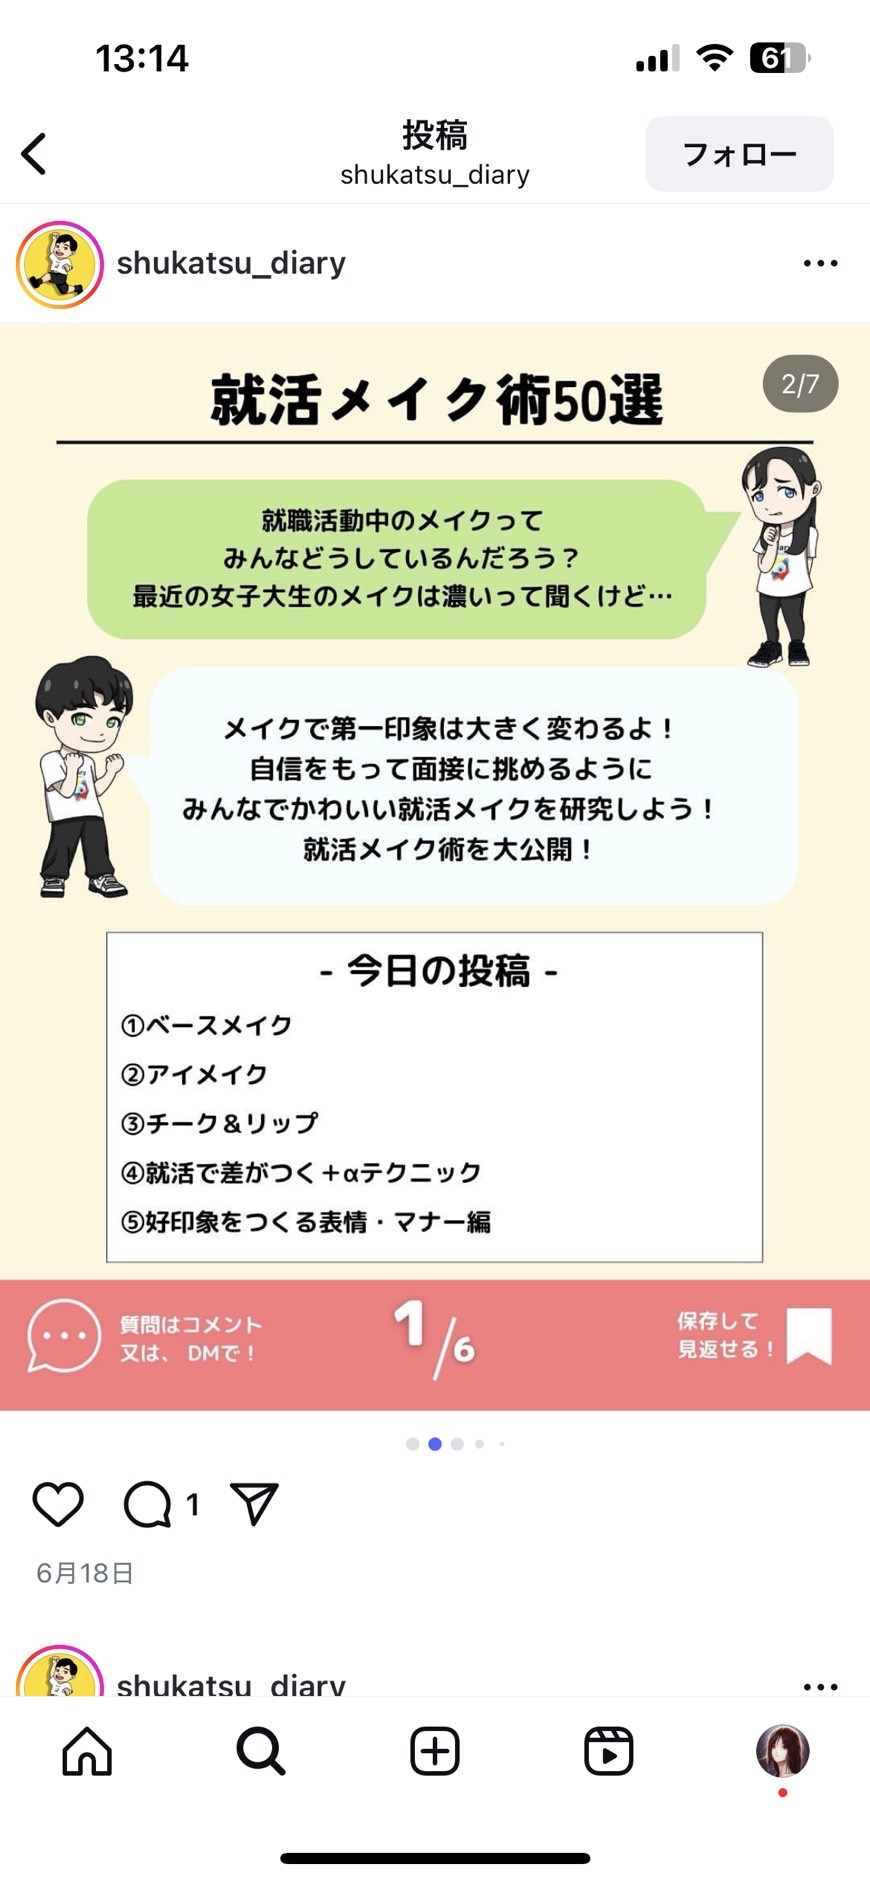 13:14
61
投稿
shukatsu_diary
フォロー
shukatsu_diary
就活メイク術50選
2/7
就職活動中のメイクって
みんなどうしているんだろう？
最近の女子大生のメイクは濃いって聞くけど…
メイクで第一印象は大きく変わるよ！
自信をもって面接に挑めるように
みんなでかわいい就活メイクを研究しよう！
就活メイク術を大公開！
- 今日の投稿 -
①ベースメイク
②アイメイク
③チーク＆リップ
④就活で差がつく＋αテクニック
⑤好印象をつくる表情・マナー編
質問はコメント
又は、 DMで！
1/6
保存して
見返せる！
1
6月18日
shukatsu_diary